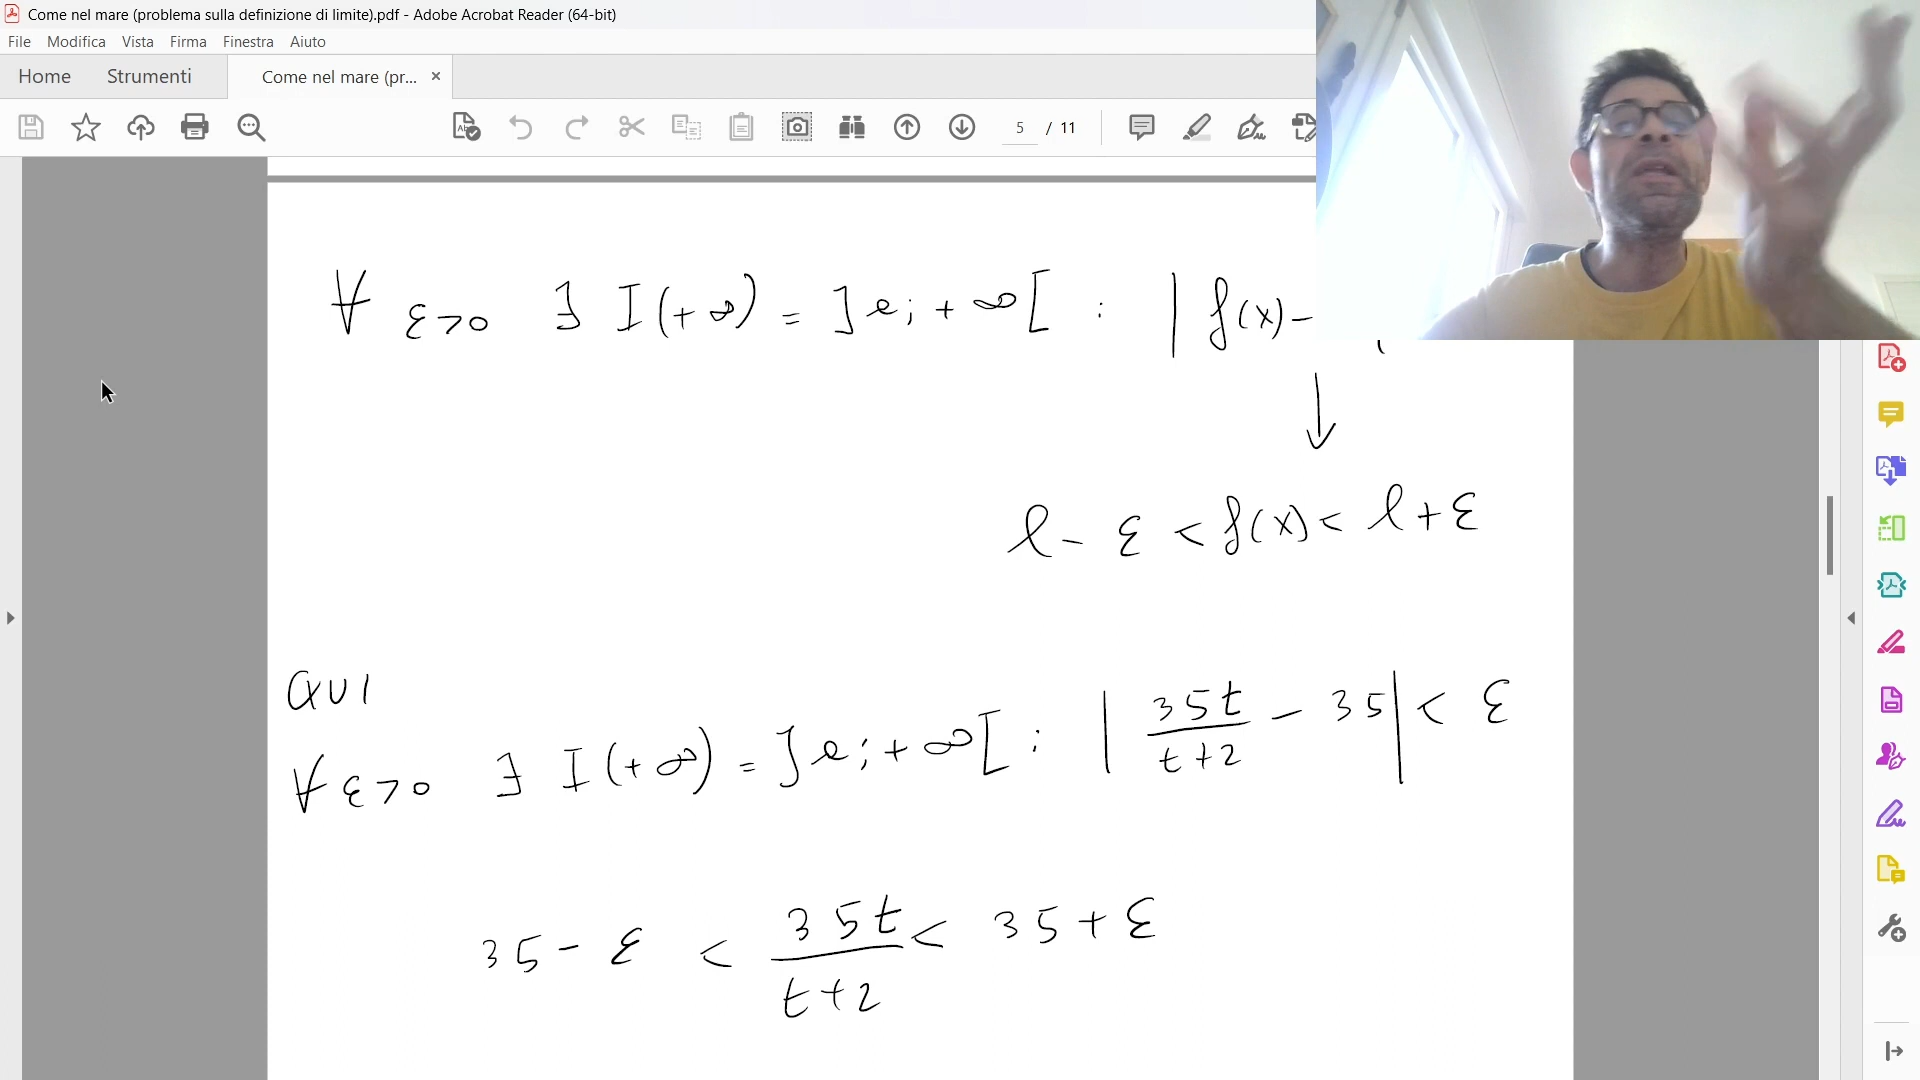 Come nel mare (problema sulla definizione di limite).pdf - Adobe Acrobat Reader (64-bit)
File Modifica Vista Firma Finestra Aiuto
Home Strumenti Come nel mare (pr... ×
5 / 11
∀ ε>0 ∃ I(+∞) = ]e; +∞[ : | f(x)-
l - ε < f(x) < l + ε
QUI
∀ ε>0 ∃ I(+∞) = ]e; +∞[ : | 35t/(t+2) - 35 | < ε
35 - ε < 35t/(t+2) < 35 + ε